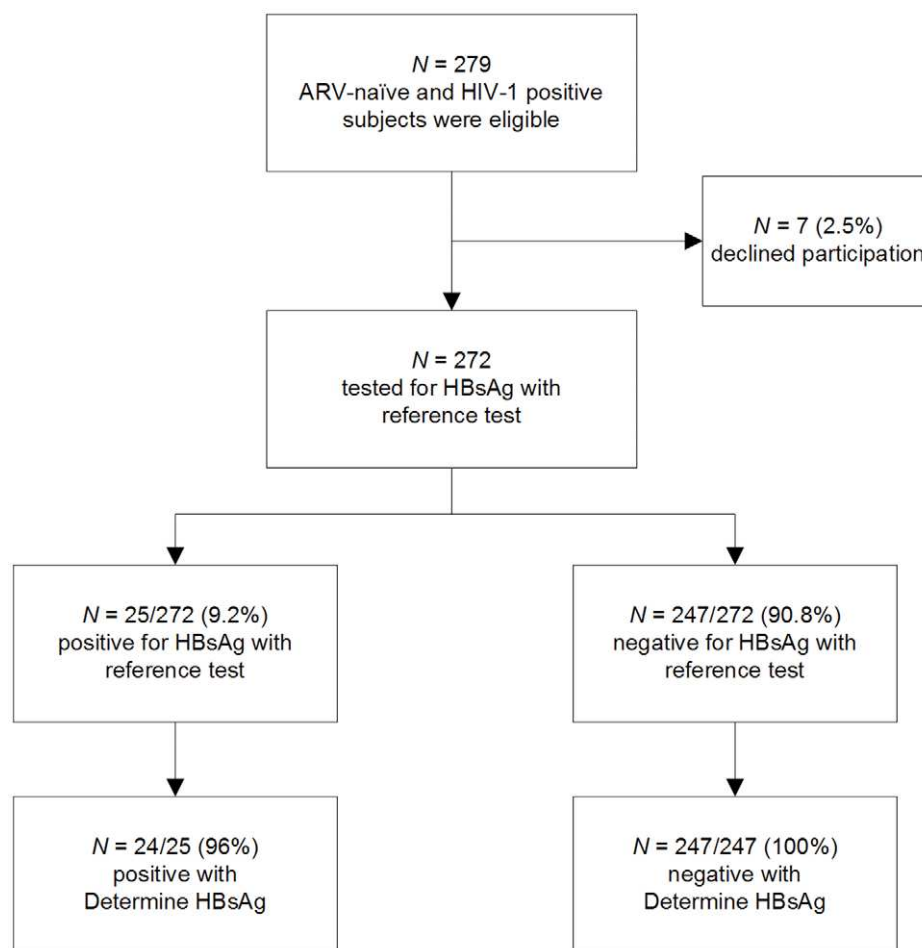 N = 279
ARV-naïve and HIV-1 positive
subjects were eligible
N = 7 (2.5%)
declined participation
N = 272
tested for HBsAg with
reference test
N = 25/272 (9.2%)
positive for HBsAg with
reference test
N = 247/272 (90.8%)
negative for HBsAg with
reference test
N = 24/25 (96%)
positive with
Determine HBsAg
N = 247/247 (100%)
negative with
Determine HBsAg